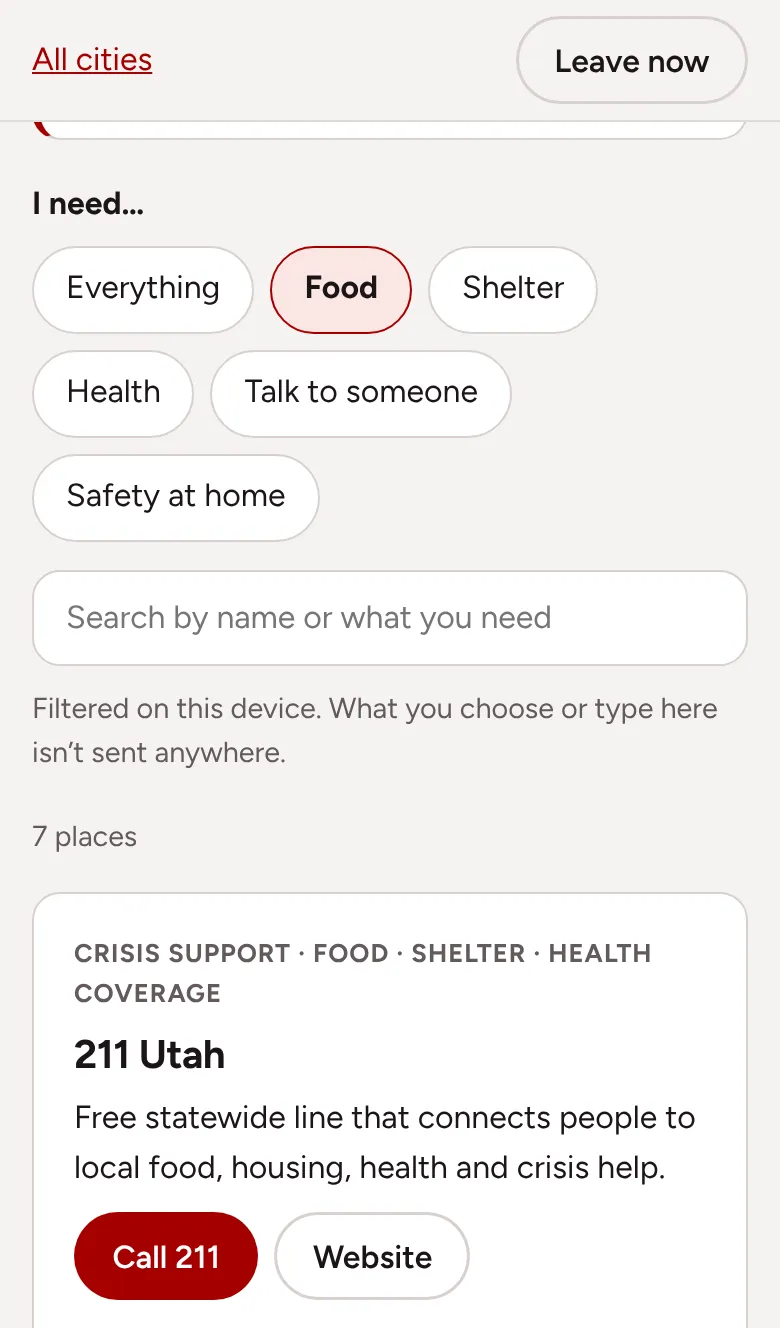 All cities
Leave now
I need...
Everything
Food
Shelter
Health
Talk to someone
Safety at home
Search by name or what you need
Filtered on this device. What you choose or type here
isn’t sent anywhere.
7 places
CRISIS SUPPORT · FOOD · SHELTER · HEALTH
COVERAGE
211 Utah
Free statewide line that connects people to
local food, housing, health and crisis help.
Call 211
Website